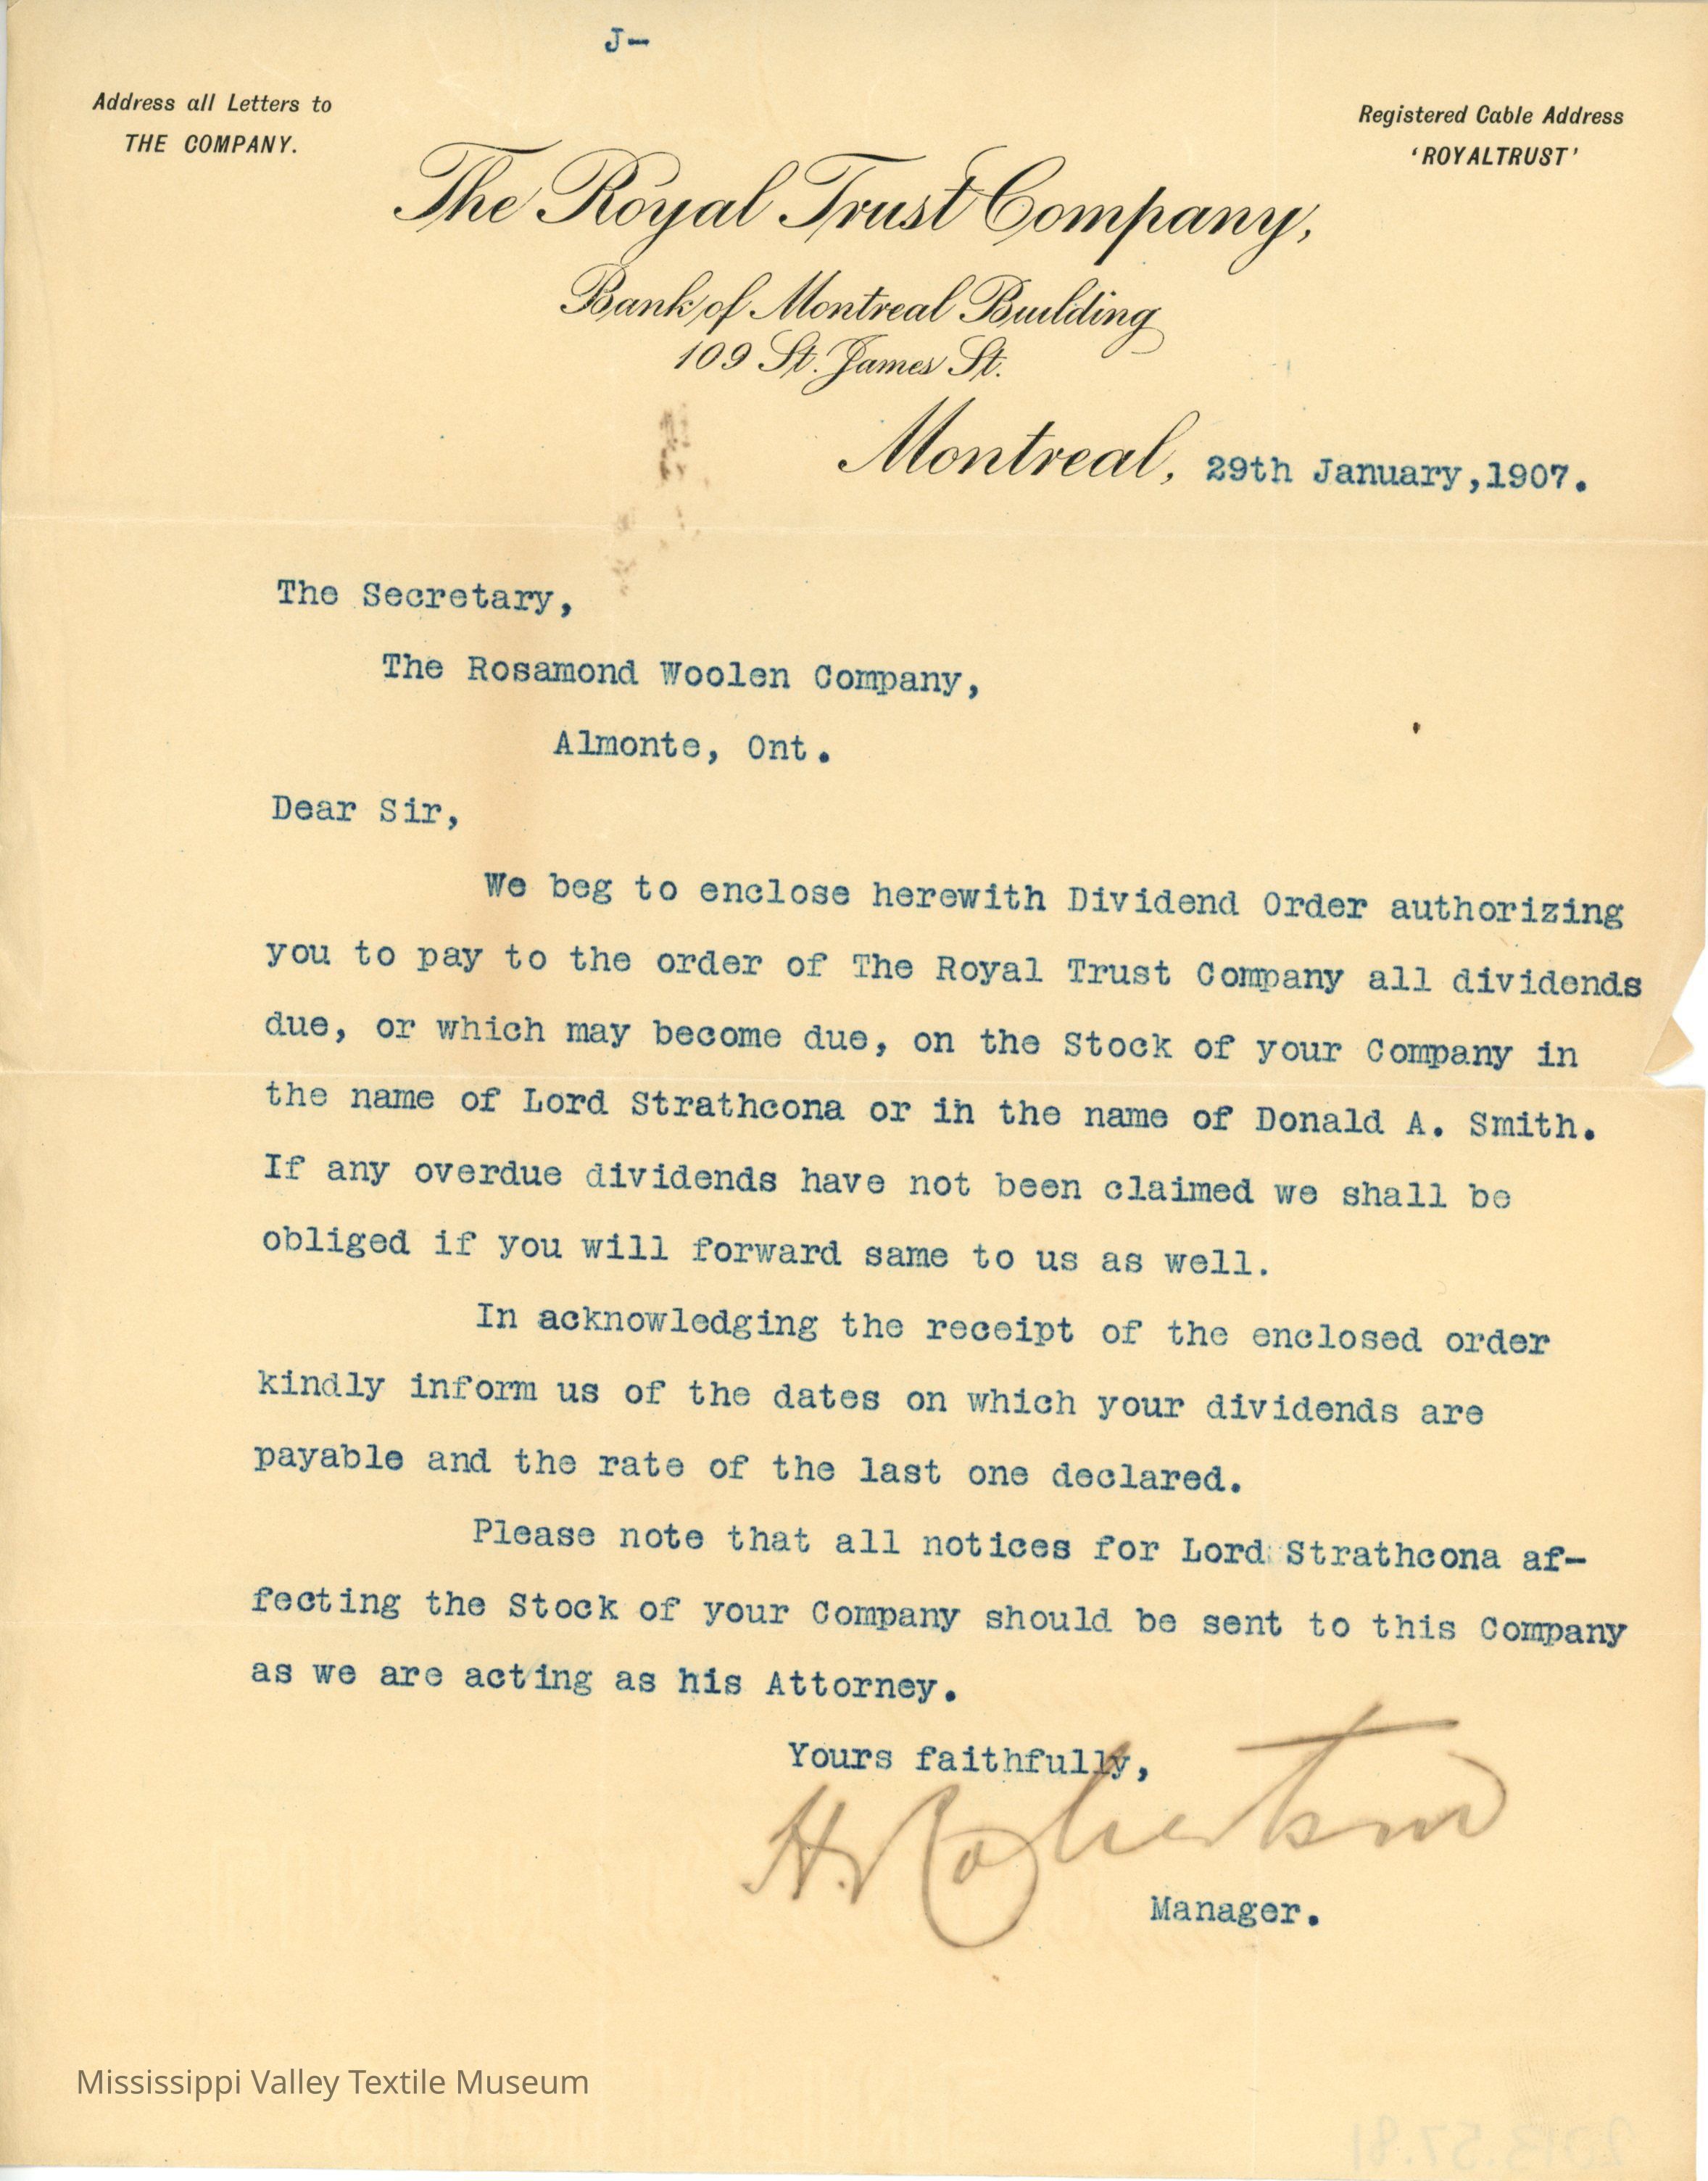 J-
Address all Letters to
THE COMPANY.
Registered Cable Address
'ROYALTRUST'
The Royal Trust Company,
Bank of Montreal Building
109 St. James St.
Montreal, 29th January,1907.
The Secretary,
The Rosamond Woolen Company,
Almonte, Ont.
Dear Sir,
We beg to enclose herewith Dividend Order authorizing
you to pay to the order of The Royal Trust Company all dividends
due, or which may become due, on the Stock of your Company in
the name of Lord Strathcona or in the name of Donald A. Smith.
If any overdue dividends have not been claimed we shall be
obliged if you will forward same to us as well.
In acknowledging the receipt of the enclosed order
kindly inform us of the dates on which your dividends are
payable and the rate of the last one declared.
Please note that all notices for Lord Strathcona af-
fecting the Stock of your Company should be sent to this Company
as we are acting as his Attorney.
Yours faithfully,
H. Robertson
Manager.
Mississippi Valley Textile Museum
2013.57.81